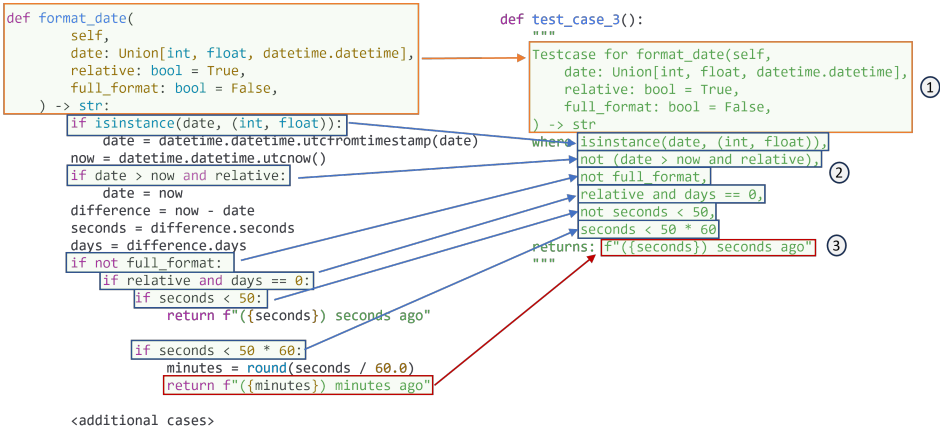 def format_date(
self,
date: Union[int, float, datetime.datetime],
relative: bool = True,
full_format: bool = False,
) -> str:
if isinstance(date, (int, float)):
date = datetime.datetime.utcfromtimestamp(date)
now = datetime.datetime.utcnow()
if date > now and relative:
date = now
difference = now - date
seconds = difference.seconds
days = difference.days
if not full_format:
if relative and days == 0:
if seconds < 50:
return f"({seconds}) seconds ago"
if seconds < 50 * 60:
minutes = round(seconds / 60.0)
return f"({minutes}) minutes ago"
<additional cases>
def test_case_3():
"""
Testcase for format_date(self,
date: Union[int, float, datetime.datetime],
relative: bool = True,
full_format: bool = False,
) -> str
where isinstance(date, (int, float)),
not (date > now and relative),
not full_format,
relative and days == 0,
not seconds < 50,
seconds < 50 * 60
returns: f"({seconds}) seconds ago"
"""
1
2
3